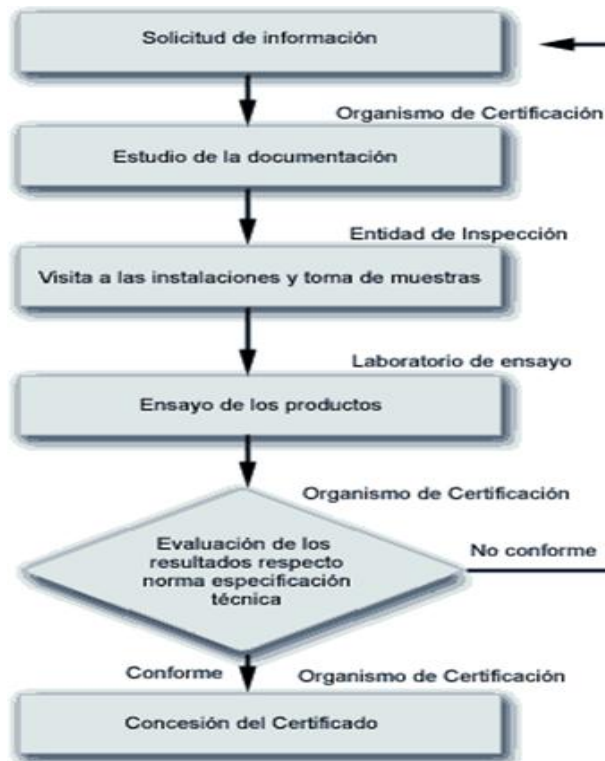 Solicitud de información
Organismo de Certificación
Estudio de la documentación
Entidad de Inspección
Visita a las instalaciones y toma de muestras
Laboratorio de ensayo
Ensayo de los productos
Organismo de Certificación
Evaluación de los
resultados respecto
norma especificación
técnica
No conforme
Conforme
Organismo de Certificación
Concesión del Certificado